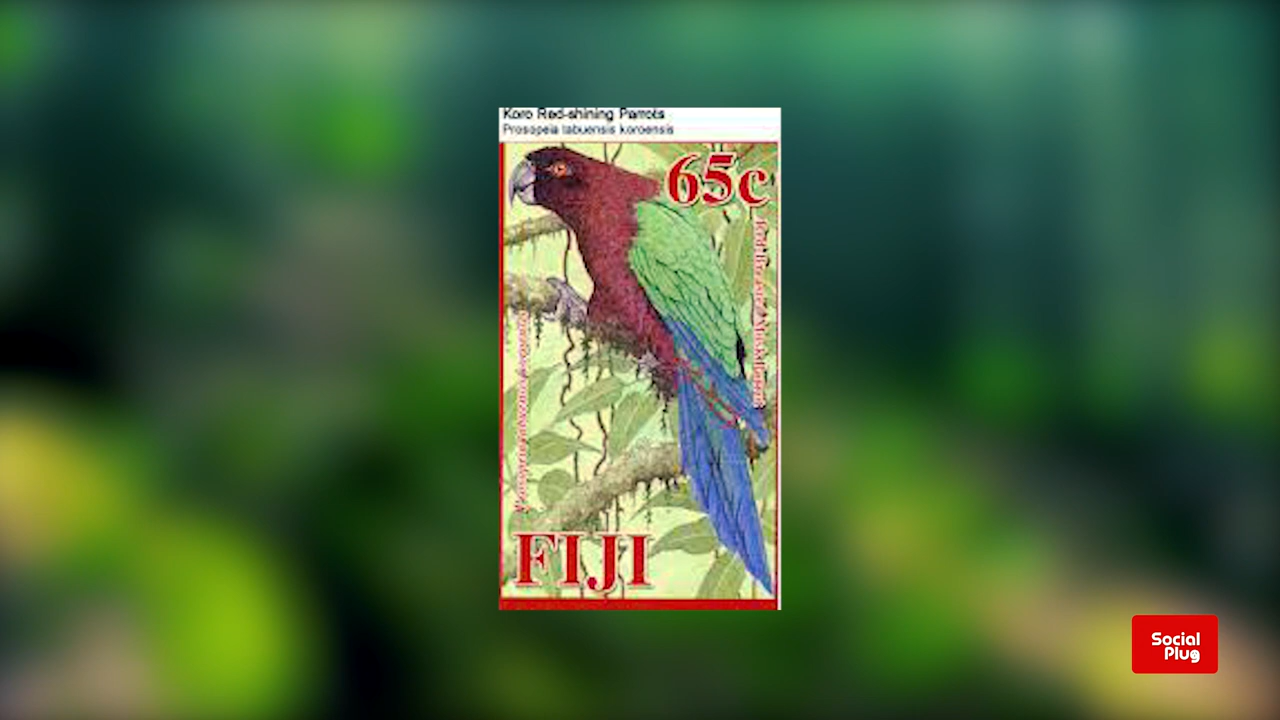 Koro Red-shining Parrots
Prosopeia tabuensis koroensis
65c
FIJI
Social
Plug